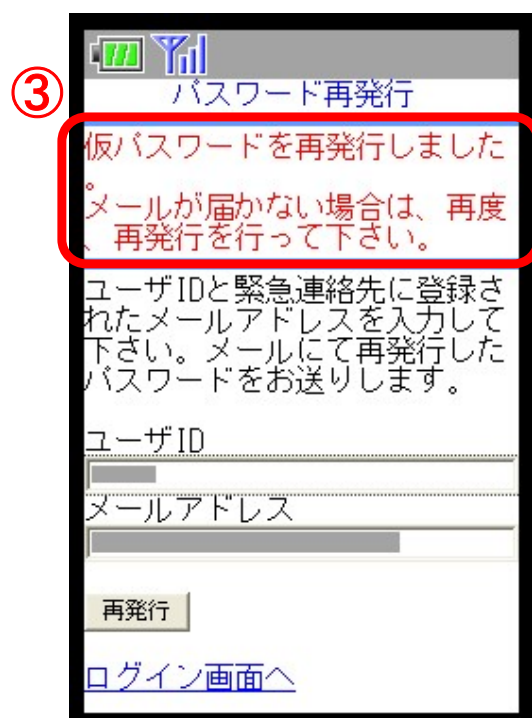 ③
パスワード再発行
仮パスワードを再発行しました
。
メールが届かない場合は、再度
、再発行を行って下さい。
ユーザIDと緊急連絡先に登録さ
れたメールアドレスを入力して
下さい。メールにて再発行した
パスワードをお送りします。
ユーザID
メールアドレス
再発行
ログイン画面へ